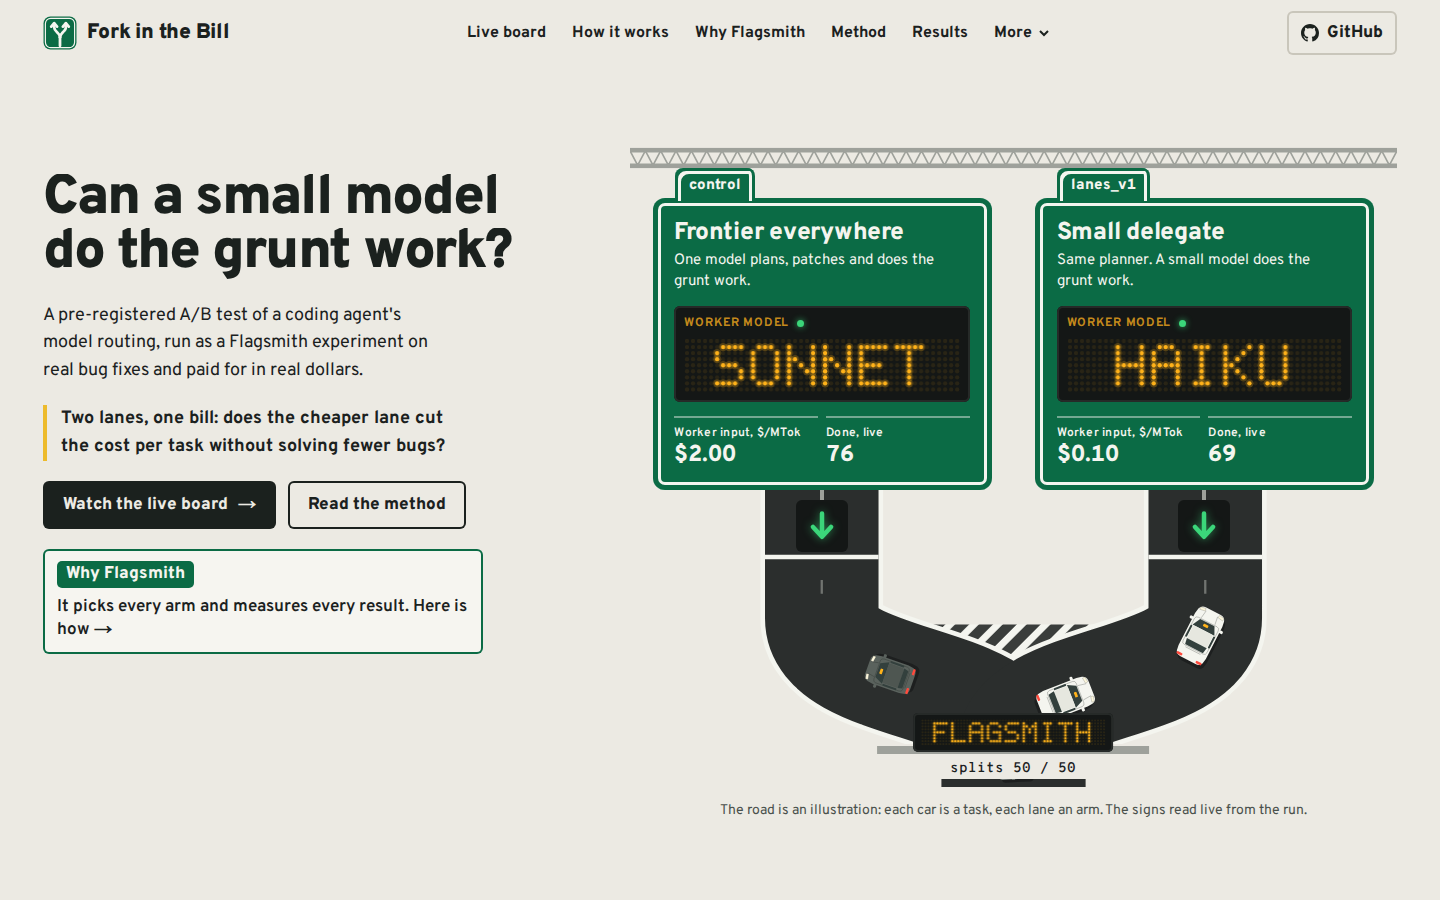 Fork in the Bill
Live board
How it works
Why Flagsmith
Method
Results
More
GitHub
Can a small model
do the grunt work?
A pre-registered A/B test of a coding agent's
model routing, run as a Flagsmith experiment on
real bug fixes and paid for in real dollars.
Two lanes, one bill: does the cheaper lane cut
the cost per task without solving fewer bugs?
Watch the live board →
Read the method
Why Flagsmith
It picks every arm and measures every result. Here is
how →
control
Frontier everywhere
One model plans, patches and does the
grunt work.
WORKER MODEL
SONNET
Worker input, $/MTok
$2.00
Done, live
76
lanes_v1
Small delegate
Same planner. A small model does the
grunt work.
WORKER MODEL
HAIKU
Worker input, $/MTok
$0.10
Done, live
69
FLAGSMITH
splits 50 / 50
The road is an illustration: each car is a task, each lane an arm. The signs read live from the run.